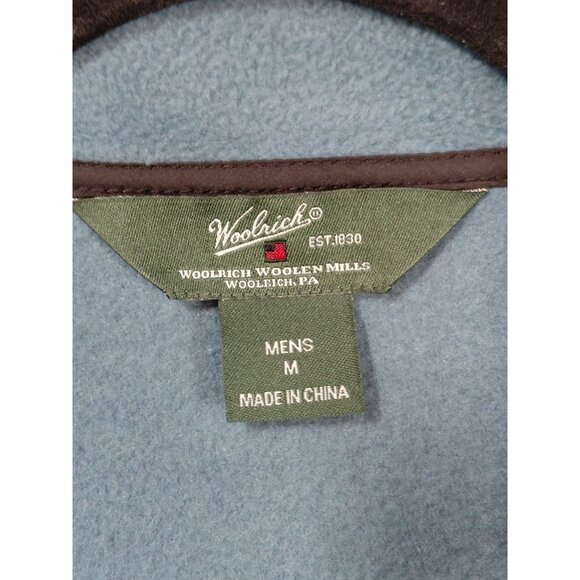 Woolrich ®
EST.1830
WOOLRICH WOOLEN MILLS
WOOLRICH, PA
MENS
M
MADE IN CHINA